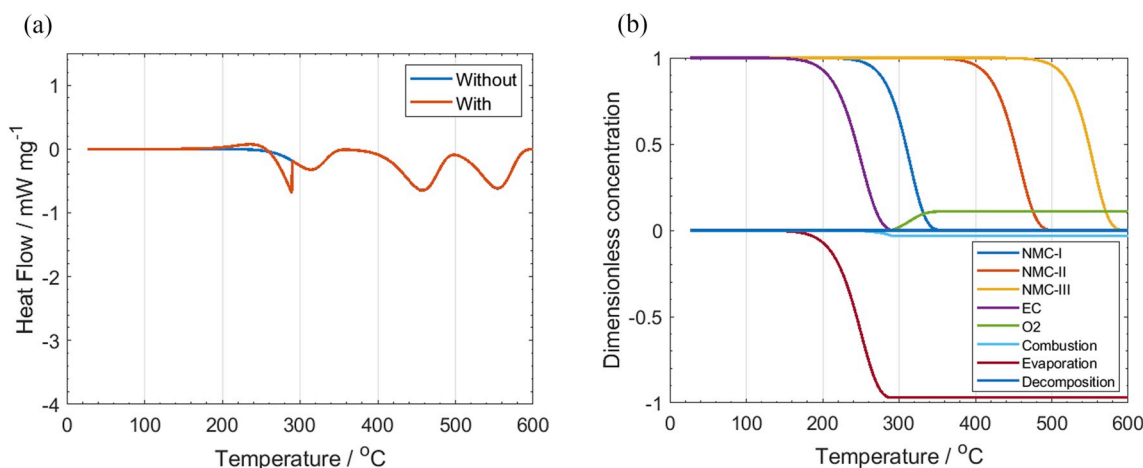 (a)
Without
With
1
0
-1
-2
-3
-4
0
100
200
300
400
500
600
Heat Flow / mW mg-1
Temperature / oC
(b)
1
0.5
0
-0.5
-1
0
100
200
300
400
500
600
Dimensionless concentration
Temperature / oC
NMC-I
NMC-II
NMC-III
EC
O2
Combustion
Evaporation
Decomposition